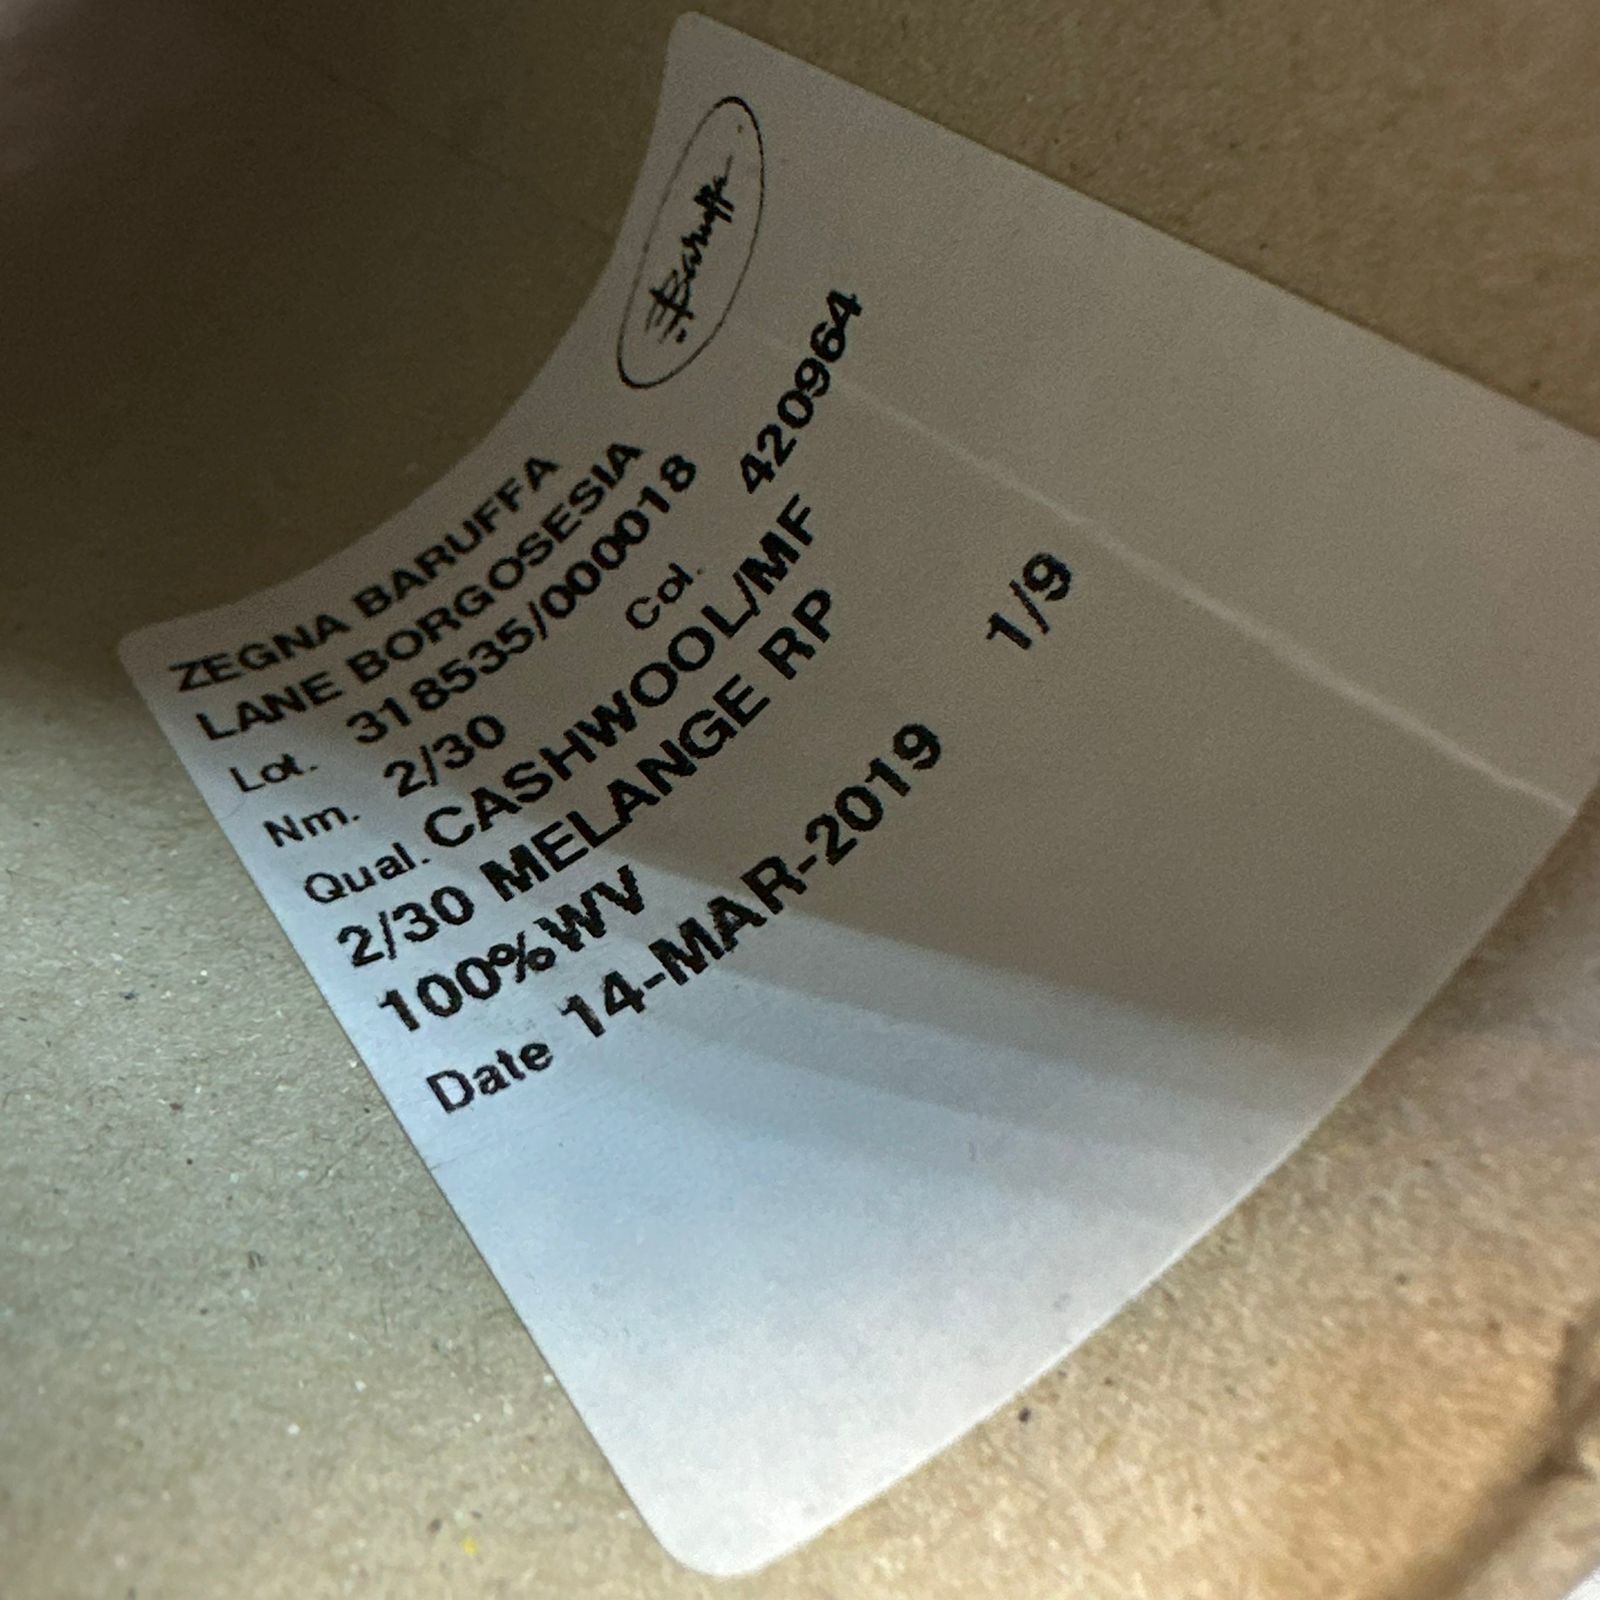 Baruffa
ZEGNA BARUFFA
LANE BORGOSESIA
Lot. 318535/000018
Nm. 2/30 Col. 420964
Qual. CASHWOOL/MF
2/30 MELANGE RP
100%WV
Date 14-MAR-2019 1/9